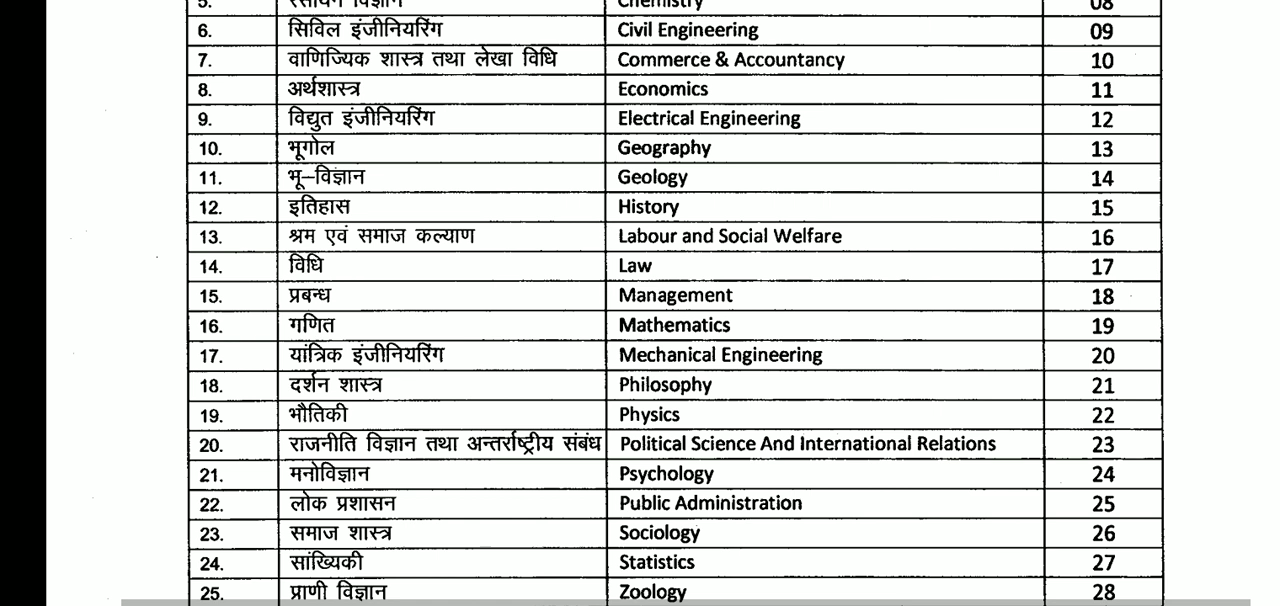 5. रसायन विज्ञान Chemistry 08
6. सिविल इंजीनियरिंग Civil Engineering 09
7. वाणिज्यिक शास्त्र तथा लेखा विधि Commerce & Accountancy 10
8. अर्थशास्त्र Economics 11
9. विद्युत इंजीनियरिंग Electrical Engineering 12
10. भूगोल Geography 13
11. भू–विज्ञान Geology 14
12. इतिहास History 15
13. श्रम एवं समाज कल्याण Labour and Social Welfare 16
14. विधि Law 17
15. प्रबन्ध Management 18
16. गणित Mathematics 19
17. यांत्रिक इंजीनियरिंग Mechanical Engineering 20
18. दर्शन शास्त्र Philosophy 21
19. भौतिकी Physics 22
20. राजनीति विज्ञान तथा अन्तर्राष्ट्रीय संबंध Political Science And International Relations 23
21. मनोविज्ञान Psychology 24
22. लोक प्रशासन Public Administration 25
23. समाज शास्त्र Sociology 26
24. सांख्यिकी Statistics 27
25. प्राणी विज्ञान Zoology 28